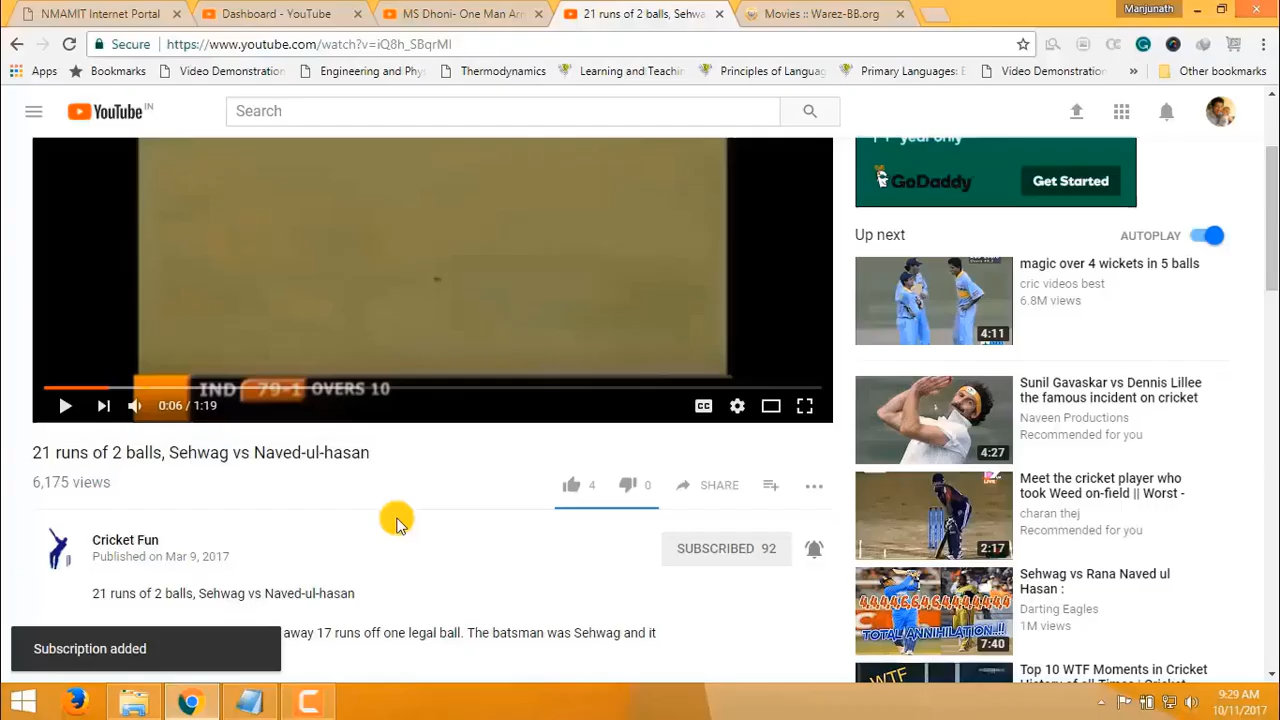 NMAMIT Internet Portal
Dashboard - YouTube
MS Dhoni- One Man Ar
21 runs of 2 balls, Sehwa
Movies :: Warez-BB.org
Manjunath
Secure
https://www.youtube.com/watch?v=iQ8h_SBqrMI
Apps
Bookmarks
Video Demonstration
Engineering and Phy
Thermodynamics
Learning and Teachin
Principles of Languag
Primary Languages: E
Video Demonstration
»
Other bookmarks
YouTube IN
Search
year only
GoDaddy
Get Started
Up next
AUTOPLAY
magic over 4 wickets in 5 balls
cric videos best
6.8M views
4:11
IND 79-1 OVERS 10
0:06 / 1:19
CC
Sunil Gavaskar vs Dennis Lillee
the famous incident on cricket
Naveen Productions
Recommended for you
4:27
21 runs of 2 balls, Sehwag vs Naved-ul-hasan
6,175 views
4
0
SHARE
Meet the cricket player who
took Weed on-field || Worst -
charan thej
Recommended for you
2:17
Cricket Fun
Published on Mar 9, 2017
SUBSCRIBED 92
21 runs of 2 balls, Sehwag vs Naved-ul-hasan
away 17 runs off one legal ball. The batsman was Sehwag and it
Subscription added
Sehwag vs Rana Naved ul
Hasan :
Darting Eagles
1M views
TOTAL ANNIHILATION..!!
7:40
Top 10 WTF Moments in Cricket
WTF
9:29 AM
10/11/2017